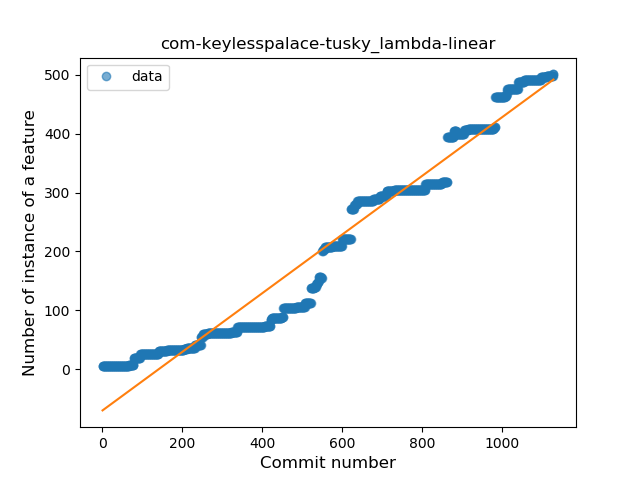 com-keylesspalace-tusky_lambda-linear
data
Number of instance of a feature
500
400
300
200
100
0
0 200 400 600 800 1000
Commit number